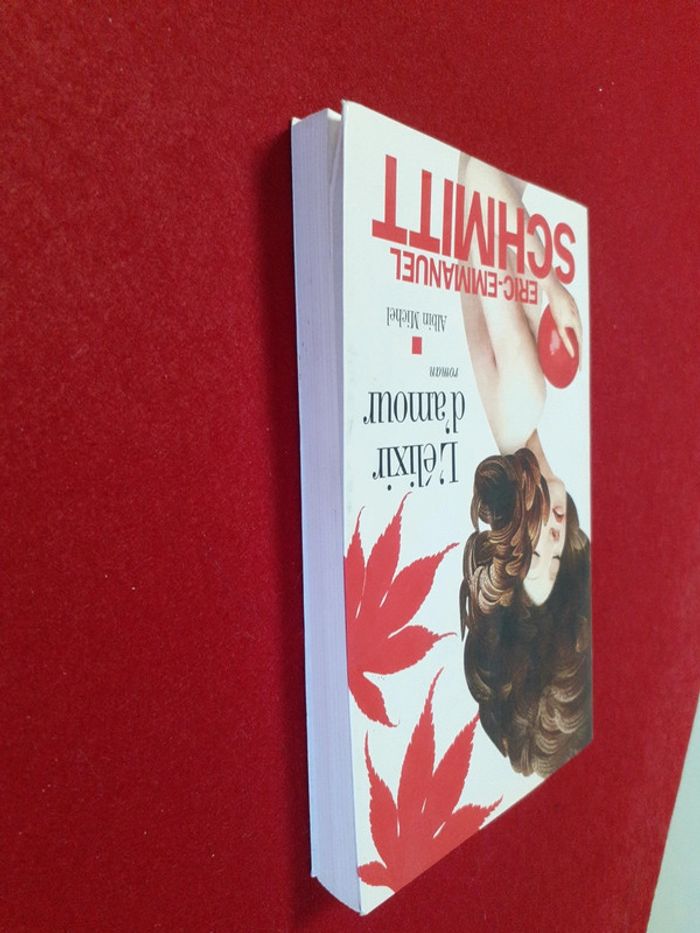 ERIC-EMMANUEL
SCHMITT
L'élixir
d'amour
roman
Albin Michel